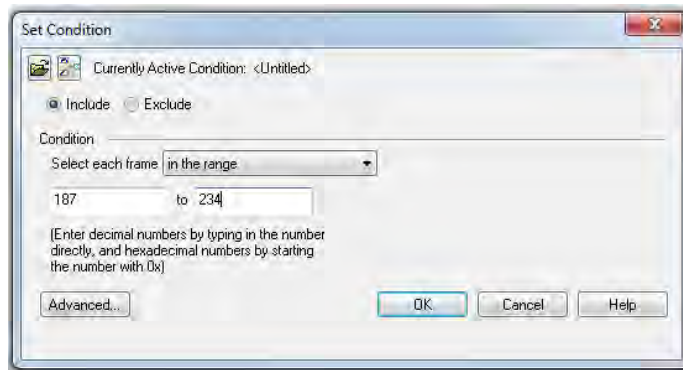 Set Condition
Currently Active Condition: <Untitled>
Include Exclude
Condition
Select each frame in the range
187 to 234
(Enter decimal numbers by typing in the number
directly, and hexadecimal numbers by starting
the number with 0x)
Advanced... OK Cancel Help